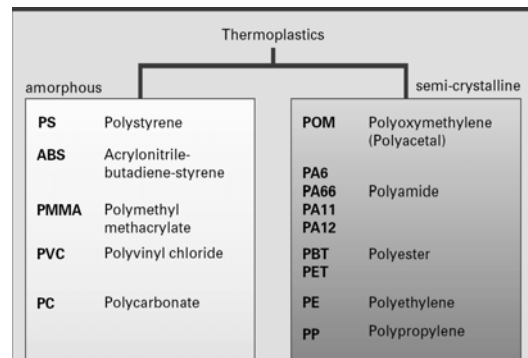 Thermoplastics
amorphous
semi-crystalline
PS Polystyrene
ABS Acrylonitrile-
butadiene-styrene
PMMA Polymethyl
methacrylate
PVC Polyvinyl chloride
PC Polycarbonate
POM Polyoxymethylene
(Polyacetal)
PA6
PA66 Polyamide
PA11
PA12
PBT Polyester
PET
PE Polyethylene
PP Polypropylene